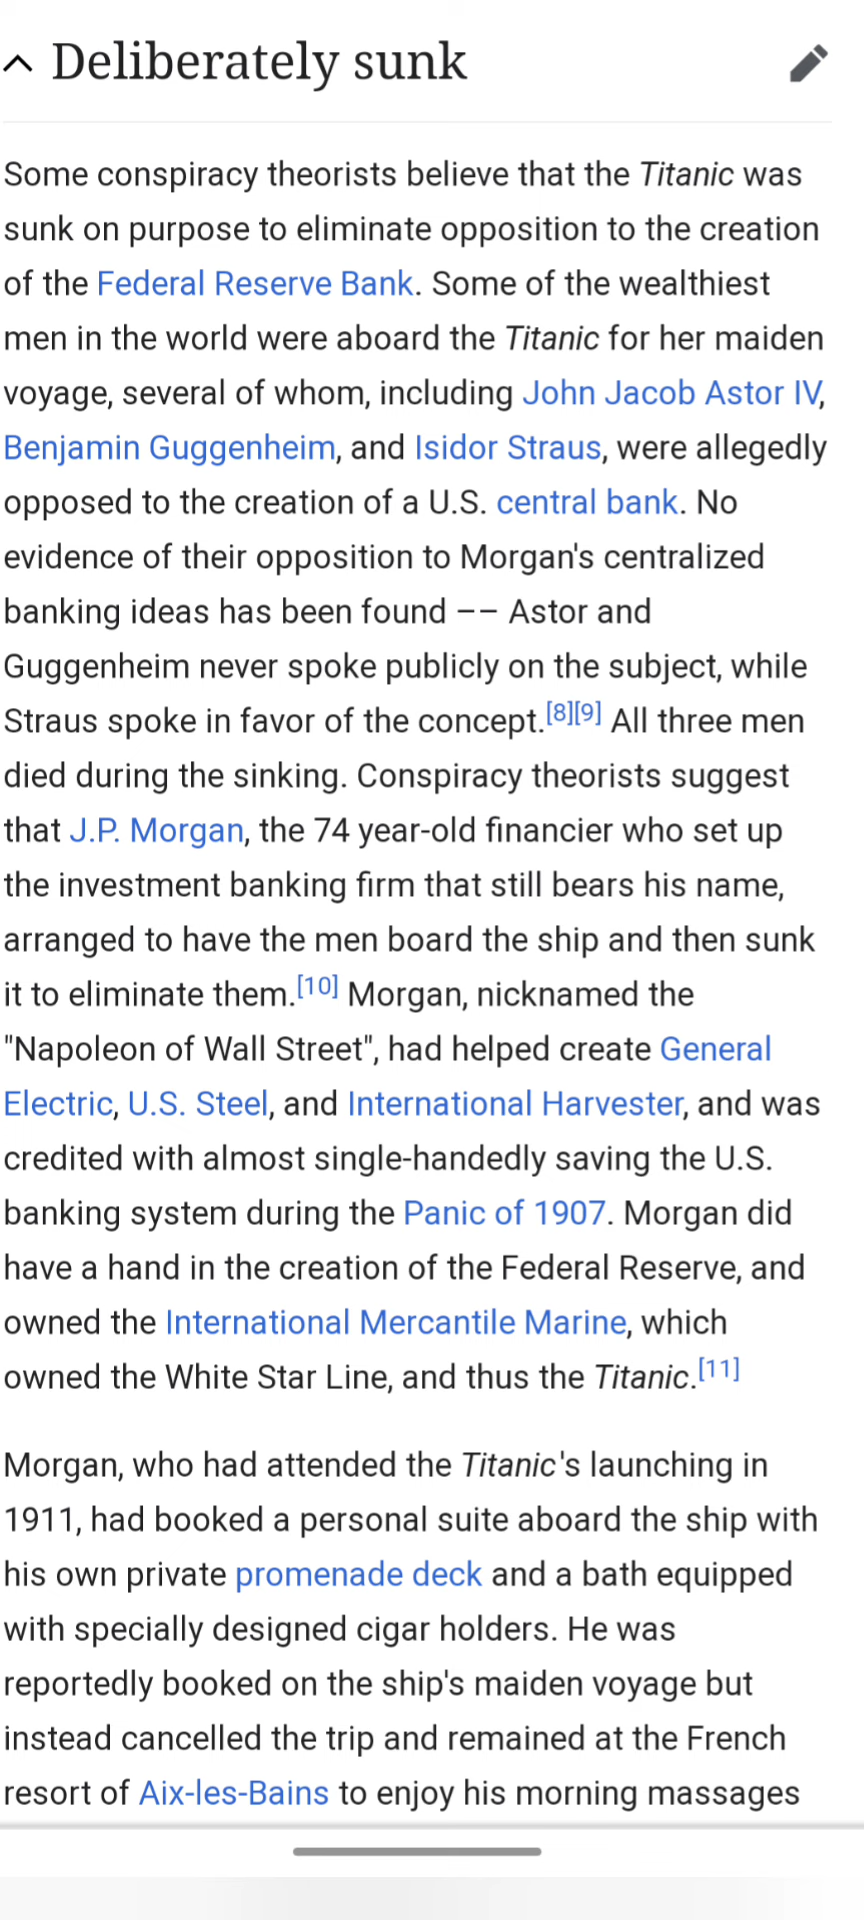 Deliberately sunk
Some conspiracy theorists believe that the Titanic was
sunk on purpose to eliminate opposition to the creation
of the Federal Reserve Bank. Some of the wealthiest
men in the world were aboard the Titanic for her maiden
voyage, several of whom, including John Jacob Astor IV,
Benjamin Guggenheim, and Isidor Straus, were allegedly
opposed to the creation of a U.S. central bank. No
evidence of their opposition to Morgan's centralized
banking ideas has been found –– Astor and
Guggenheim never spoke publicly on the subject, while
Straus spoke in favor of the concept.[8][9] All three men
died during the sinking. Conspiracy theorists suggest
that J.P. Morgan, the 74 year-old financier who set up
the investment banking firm that still bears his name,
arranged to have the men board the ship and then sunk
it to eliminate them.[10] Morgan, nicknamed the
"Napoleon of Wall Street", had helped create General
Electric, U.S. Steel, and International Harvester, and was
credited with almost single-handedly saving the U.S.
banking system during the Panic of 1907. Morgan did
have a hand in the creation of the Federal Reserve, and
owned the International Mercantile Marine, which
owned the White Star Line, and thus the Titanic.[11]
Morgan, who had attended the Titanic's launching in
1911, had booked a personal suite aboard the ship with
his own private promenade deck and a bath equipped
with specially designed cigar holders. He was
reportedly booked on the ship's maiden voyage but
instead cancelled the trip and remained at the French
resort of Aix-les-Bains to enjoy his morning massages